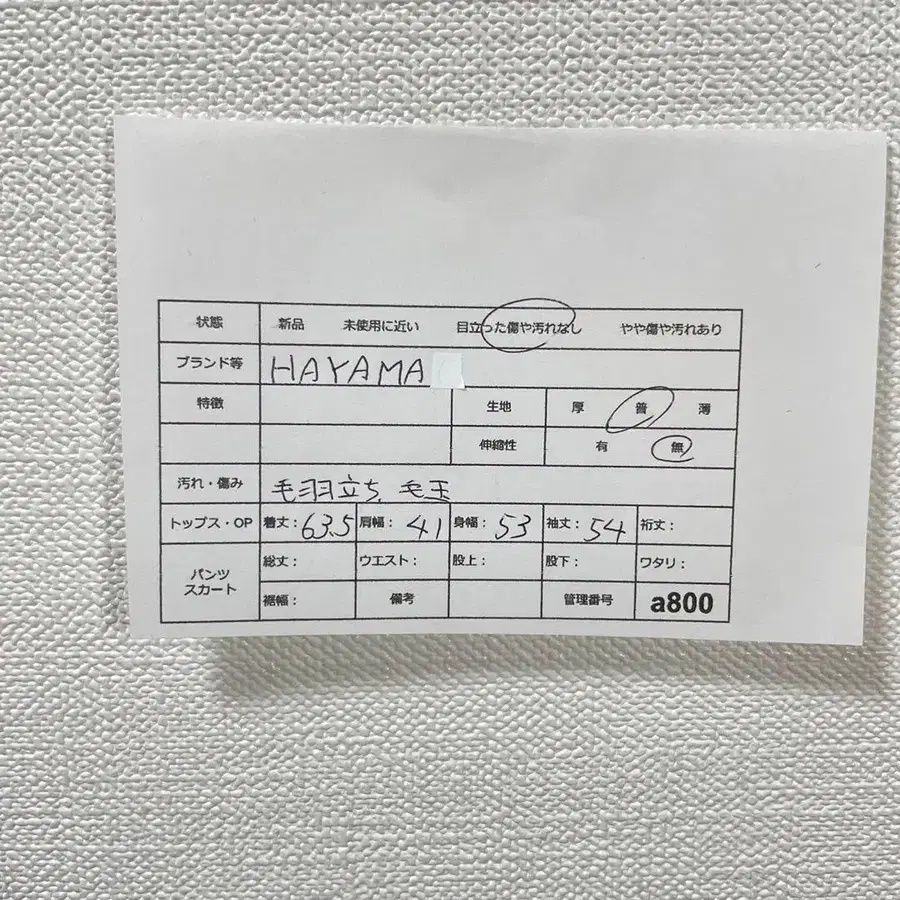 状態 新品 未使用に近い 目立った傷や汚れなし やや傷や汚れあり
ブランド等 HAYAMA
特徴 生地 厚 普 薄
伸縮性 有 無
汚れ・傷み 毛羽立ち、毛玉
トップス・OP 着丈: 63.5 肩幅: 41 身幅: 53 袖丈: 54 裄丈:
パンツ スカート 総丈: ウエスト: 股上: 股下: ワタリ:
裾幅: 備考 管理番号 a800